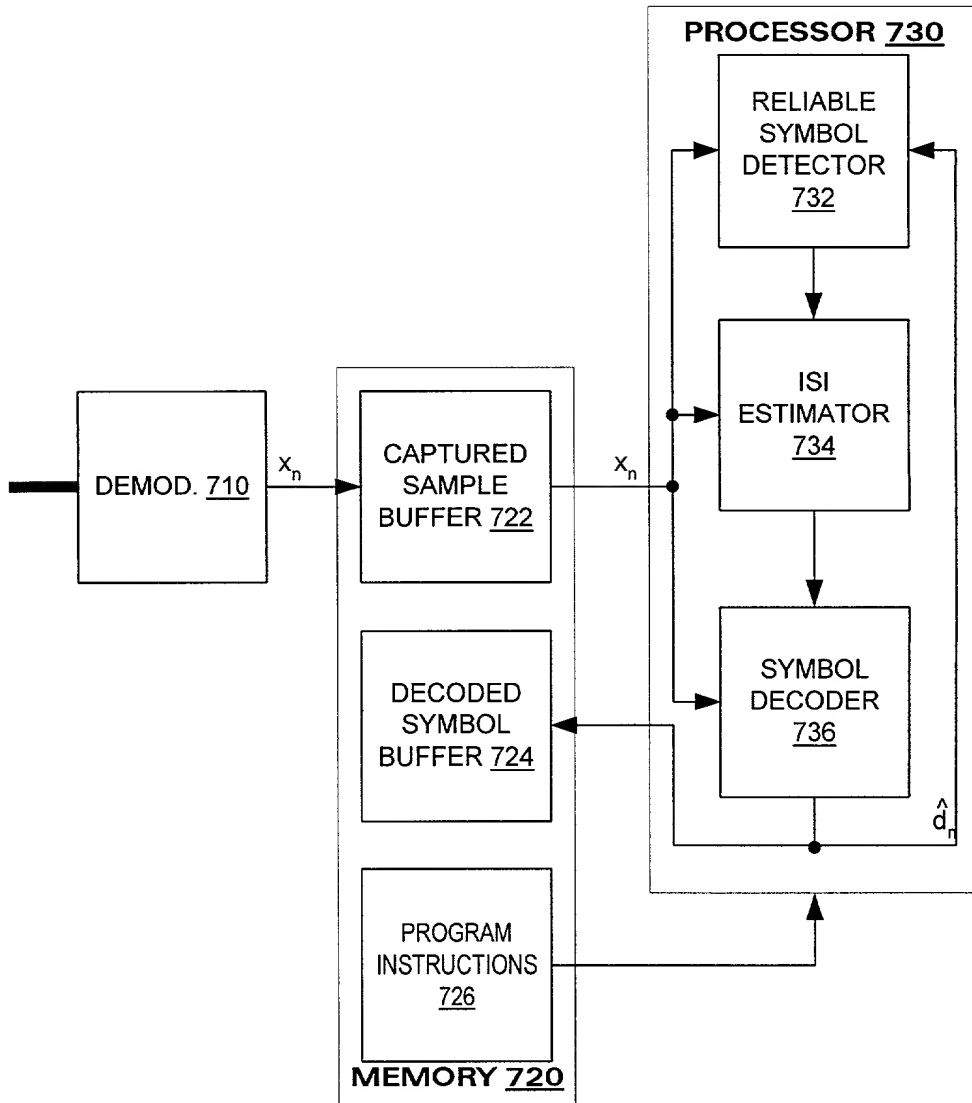 PROCESSOR 730
RELIABLE
SYMBOL
DETECTOR
732
ISI
ESTIMATOR
734
DEMOD. 710
xn
CAPTURED
SAMPLE
BUFFER 722
xn
SYMBOL
DECODER
736
DECODED
SYMBOL
BUFFER 724
d̂n
PROGRAM
INSTRUCTIONS
726
MEMORY 720